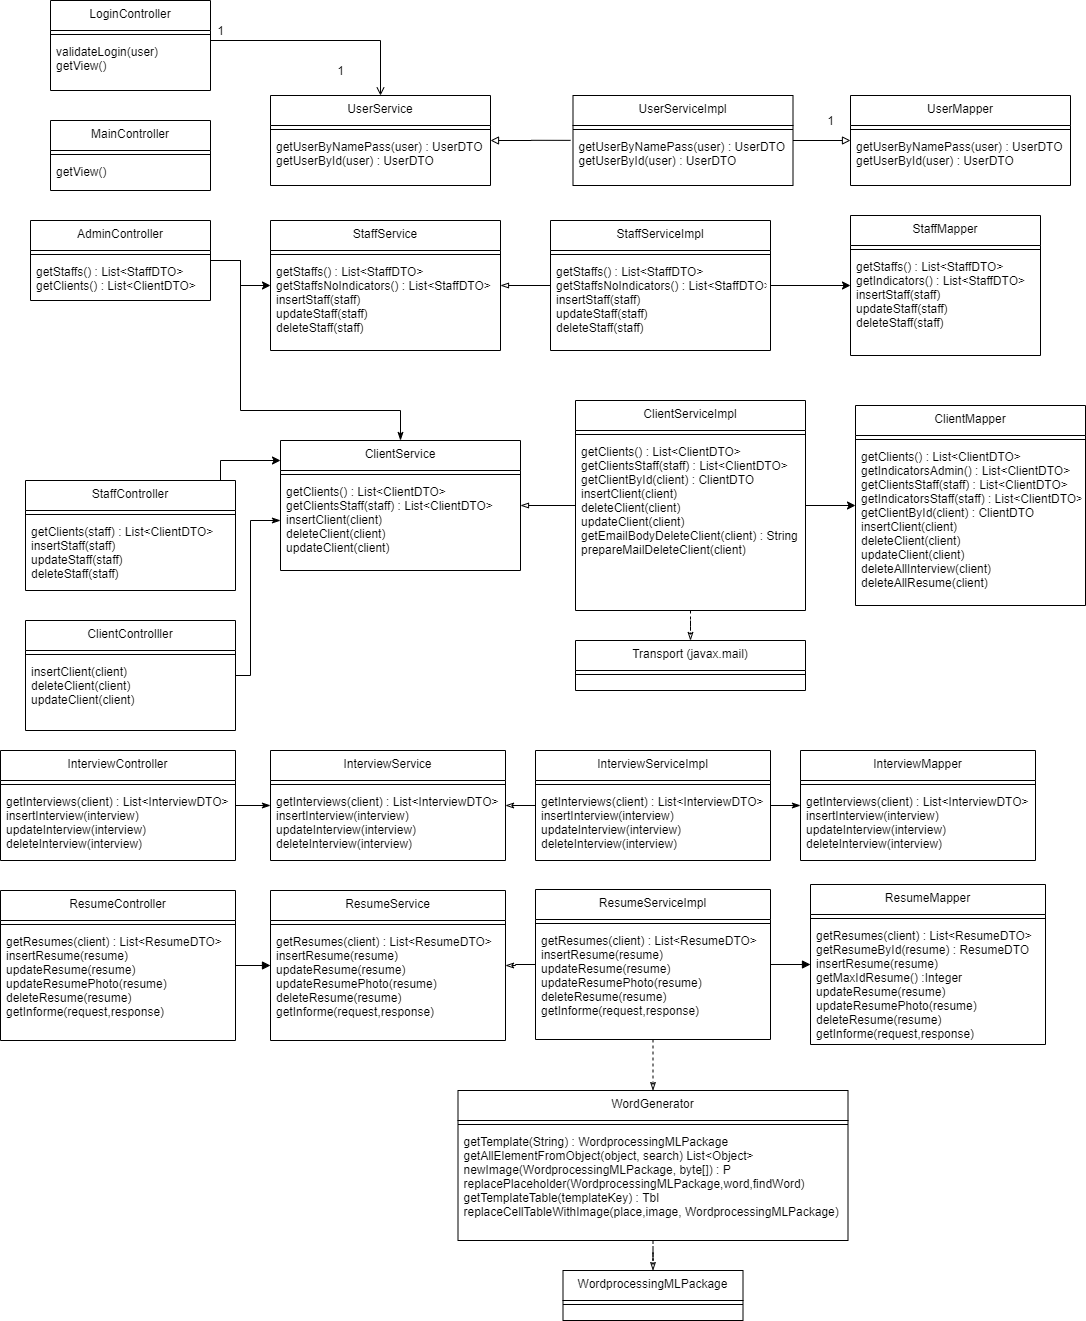 LoginController
validateLogin(user)
getView()
1
1
MainController
getView()
UserService
getUserByNamePass(user) : UserDTO
getUserById(user) : UserDTO
UserServiceImpl
getUserByNamePass(user) : UserDTO
getUserById(user) : UserDTO
1
UserMapper
getUserByNamePass(user) : UserDTO
getUserById(user) : UserDTO
AdminController
getStaffs() : List<StaffDTO>
getClients() : List<ClientDTO>
StaffService
getStaffs() : List<StaffDTO>
getStaffsNoIndicators() : List<StaffDTO>
insertStaff(staff)
updateStaff(staff)
deleteStaff(staff)
StaffServiceImpl
getStaffs() : List<StaffDTO>
getStaffsNoIndicators() : List<StaffDTO>
insertStaff(staff)
updateStaff(staff)
deleteStaff(staff)
StaffMapper
getStaffs() : List<StaffDTO>
getIndicators() : List<StaffDTO>
insertStaff(staff)
updateStaff(staff)
deleteStaff(staff)
StaffController
getClients(staff) : List<ClientDTO>
insertStaff(staff)
updateStaff(staff)
deleteStaff(staff)
ClientControlller
insertClient(client)
deleteClient(client)
updateClient(client)
ClientService
getClients() : List<ClientDTO>
getClientsStaff(staff) : List<ClientDTO>
insertClient(client)
deleteClient(client)
updateClient(client)
ClientServiceImpl
getClients() : List<ClientDTO>
getClientsStaff(staff) : List<ClientDTO>
getClientById(client) : ClientDTO
insertClient(client)
deleteClient(client)
updateClient(client)
getEmailBodyDeleteClient(client) : String
prepareMailDeleteClient(client)
Transport (javax.mail)
ClientMapper
getClients() : List<ClientDTO>
getIndicatorsAdmin() : List<ClientDTO>
getClientsStaff(staff) : List<ClientDTO>
getIndicatorsStaff(staff) : List<ClientDTO>
getClientById(client) : ClientDTO
insertClient(client)
deleteClient(client)
updateClient(client)
deleteAllInterview(client)
deleteAllResume(client)
InterviewController
getInterviews(client) : List<InterviewDTO>
insertInterview(interview)
updateInterview(interview)
deleteInterview(interview)
InterviewService
getInterviews(client) : List<InterviewDTO>
insertInterview(interview)
updateInterview(interview)
deleteInterview(interview)
InterviewServiceImpl
getInterviews(client) : List<InterviewDTO>
insertInterview(interview)
updateInterview(interview)
deleteInterview(interview)
InterviewMapper
getInterviews(client) : List<InterviewDTO>
insertInterview(interview)
updateInterview(interview)
deleteInterview(interview)
ResumeController
getResumes(client) : List<ResumeDTO>
insertResume(resume)
updateResume(resume)
updateResumePhoto(resume)
deleteResume(resume)
getInforme(request,response)
ResumeService
getResumes(client) : List<ResumeDTO>
insertResume(resume)
updateResume(resume)
updateResumePhoto(resume)
deleteResume(resume)
getInforme(request,response)
ResumeServiceImpl
getResumes(client) : List<ResumeDTO>
insertResume(resume)
updateResume(resume)
updateResumePhoto(resume)
deleteResume(resume)
getInforme(request,response)
ResumeMapper
getResumes(client) : List<ResumeDTO>
getResumeById(resume) : ResumeDTO
insertResume(resume)
getMaxIdResume() :Integer
updateResume(resume)
updateResumePhoto(resume)
deleteResume(resume)
getInforme(request,response)
WordGenerator
getTemplate(String) : WordprocessingMLPackage
getAllElementFromObject(object, search) List<Object>
newImage(WordprocessingMLPackage, byte[]) : P
replacePlaceholder(WordprocessingMLPackage,word,findWord)
getTemplateTable(templateKey) : Tbl
replaceCellTableWithImage(place,image, WordprocessingMLPackage)
WordprocessingMLPackage